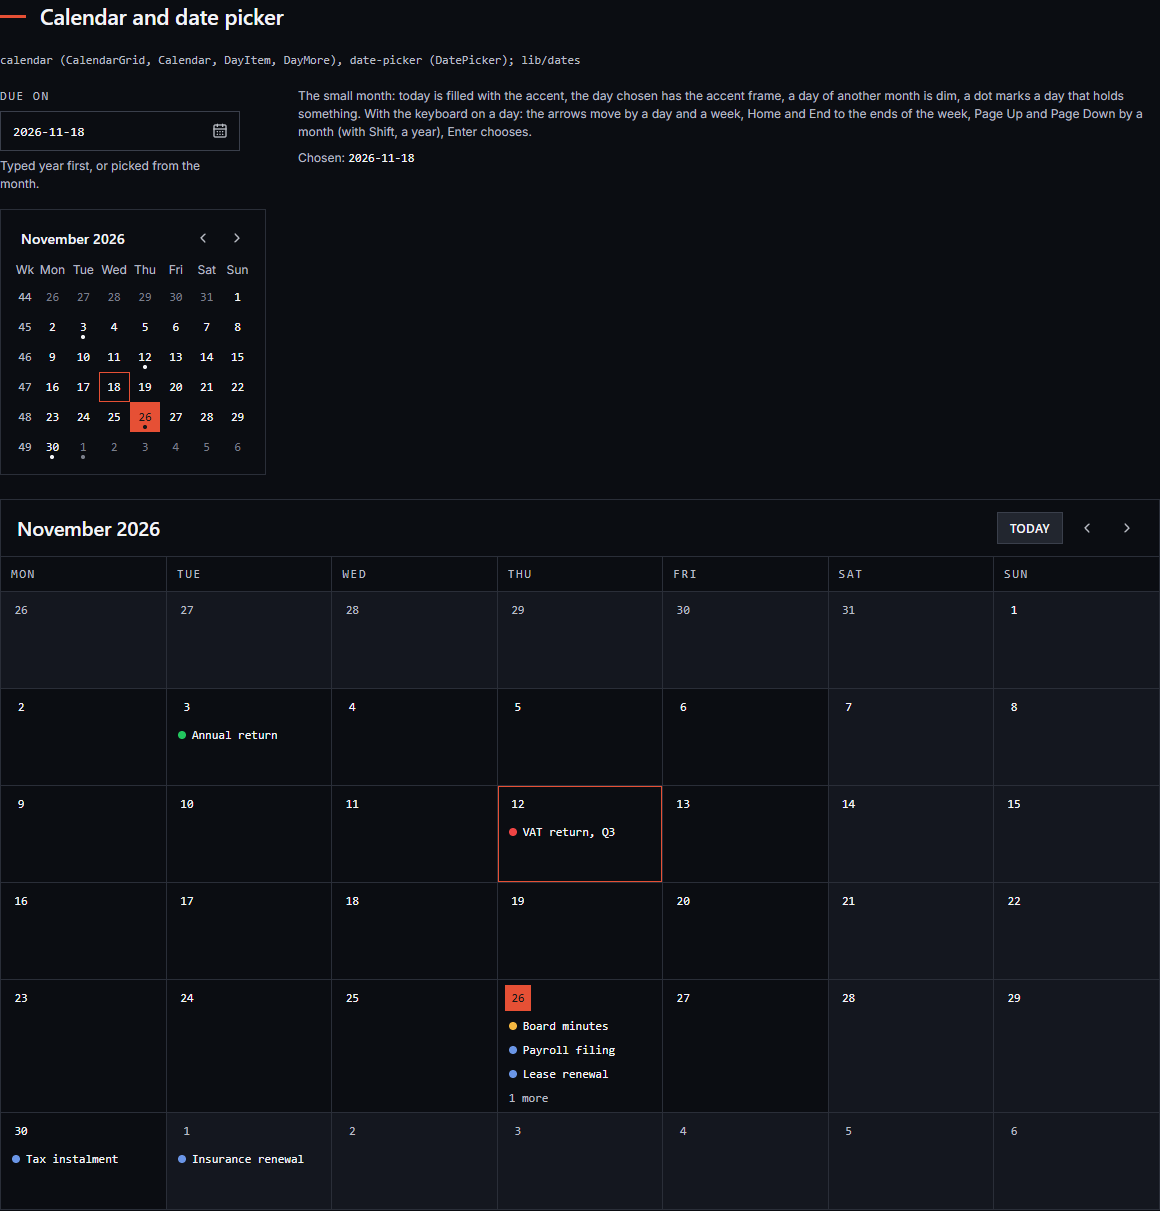 Calendar and date picker
calendar (CalendarGrid, Calendar, DayItem, DayMore), date-picker (DatePicker); lib/dates
DUE ON
2026-11-18
Typed year first, or picked from the
month.
The small month: today is filled with the accent, the day chosen has the accent frame, a day of another month is dim, a dot marks a day that holds
something. With the keyboard on a day: the arrows move by a day and a week, Home and End to the ends of the week, Page Up and Page Down by a
month (with Shift, a year), Enter chooses.
Chosen: 2026-11-18
November 2026
Wk Mon Tue Wed Thu Fri Sat Sun
44 26 27 28 29 30 31 1
45 2 3 4 5 6 7 8
46 9 10 11 12 13 14 15
47 16 17 18 19 20 21 22
48 23 24 25 26 27 28 29
49 30 1 2 3 4 5 6
November 2026
TODAY
MON TUE WED THU FRI SAT SUN
26 27 28 29 30 31 1
2 3 4 5 6 7 8
Annual return
9 10 11 12 13 14 15
VAT return, Q3
16 17 18 19 20 21 22
23 24 25 26 27 28 29
Board minutes
Payroll filing
Lease renewal
1 more
30 1 2 3 4 5 6
Tax instalment Insurance renewal